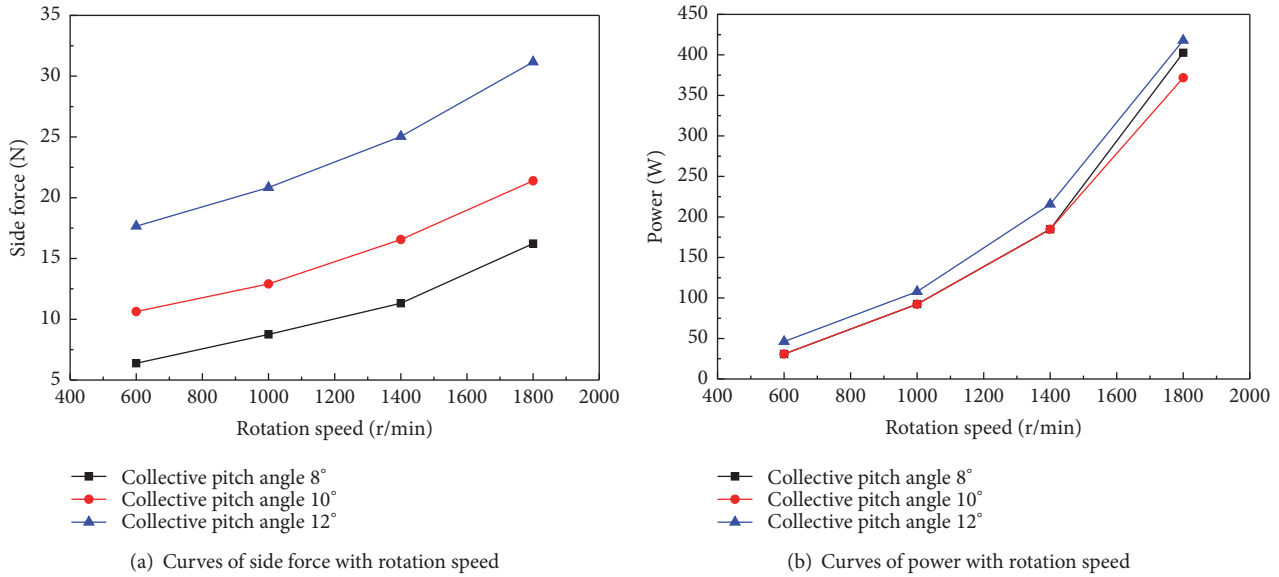 35
30
25
20
15
10
5
Side force (N)
400 600 800 1000 1200 1400 1600 1800 2000
Rotation speed (r/min)
Collective pitch angle 8°
Collective pitch angle 10°
Collective pitch angle 12°
(a) Curves of side force with rotation speed
450
400
350
300
250
200
150
100
50
0
Power (W)
400 600 800 1000 1200 1400 1600 1800 2000
Rotation speed (r/min)
Collective pitch angle 8°
Collective pitch angle 10°
Collective pitch angle 12°
(b) Curves of power with rotation speed